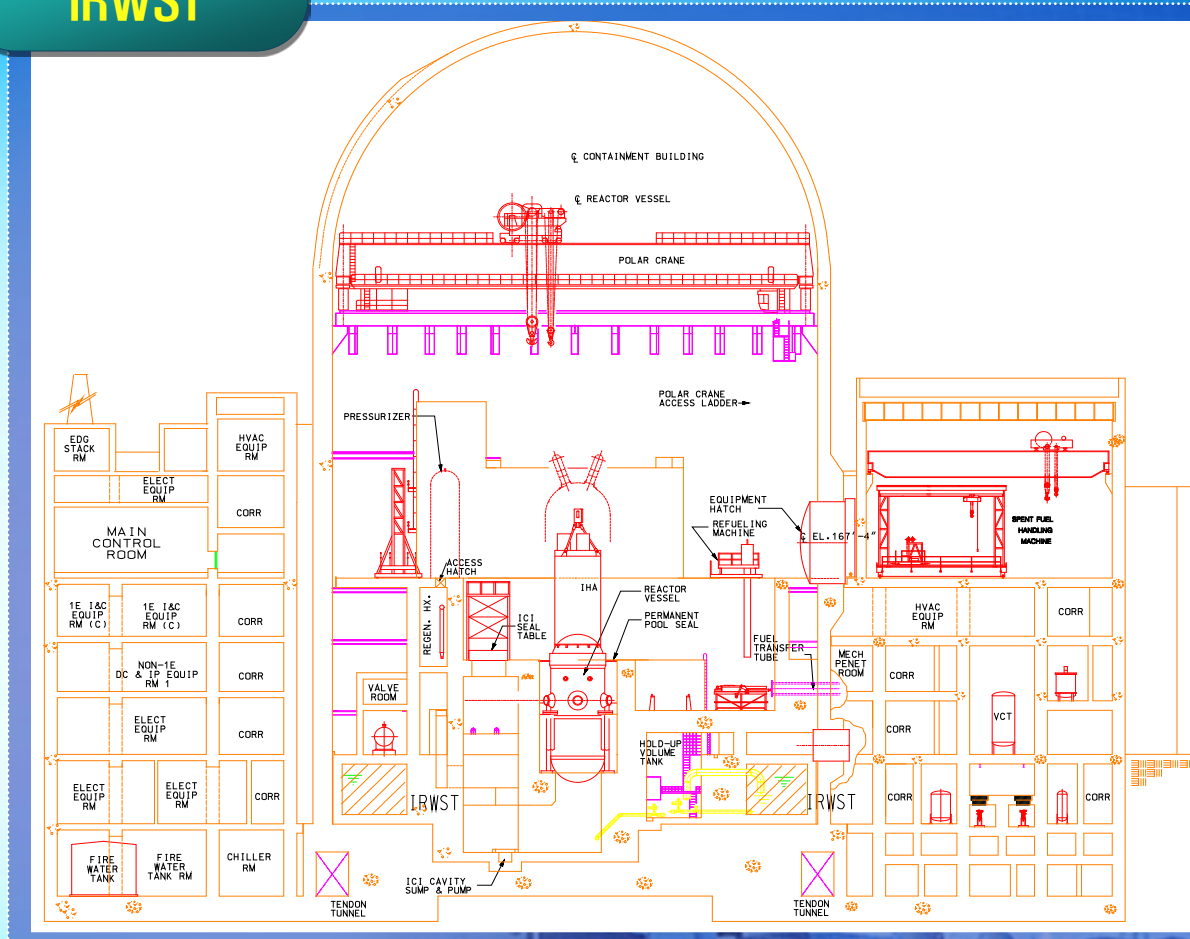 IRWST
℄ CONTAINMENT BUILDING
℄ REACTOR VESSEL
POLAR CRANE
POLAR CRANE
ACCESS LADDER
PRESSURIZER
EDG
STACK
RM
HVAC
EQUIP
RM
ELECT
EQUIP
RM
CORR
MAIN
CONTROL
ROOM
EQUIPMENT
HATCH
REFUELING
MACHINE
℄ EL.167'-4"
SPENT FUEL
HANDLING
MACHINE
ACCESS
HATCH
IHA
REACTOR
VESSEL
PERMANENT
POOL SEAL
REGEN. HX.
ICI
SEAL
TABLE
FUEL
TRANSFER
TUBE
1E I&C
EQUIP
RM (C)
1E I&C
EQUIP
RM (C)
CORR
HVAC
EQUIP
RM
CORR
NON-1E
DC & IP EQUIP
RM 1
CORR
VALVE
ROOM
MECH
PENET
ROOM
CORR
ELECT
EQUIP
RM
CORR
HOLD-UP
VOLUME
TANK
CORR
VCT
ELECT
EQUIP
RM
ELECT
EQUIP
RM
CORR
IRWST
IRWST
CORR
CORR
FIRE
WATER
TANK
FIRE
WATER
TANK RM
CHILLER
RM
ICI CAVITY
SUMP & PUMP
TENDON
TUNNEL
TENDON
TUNNEL